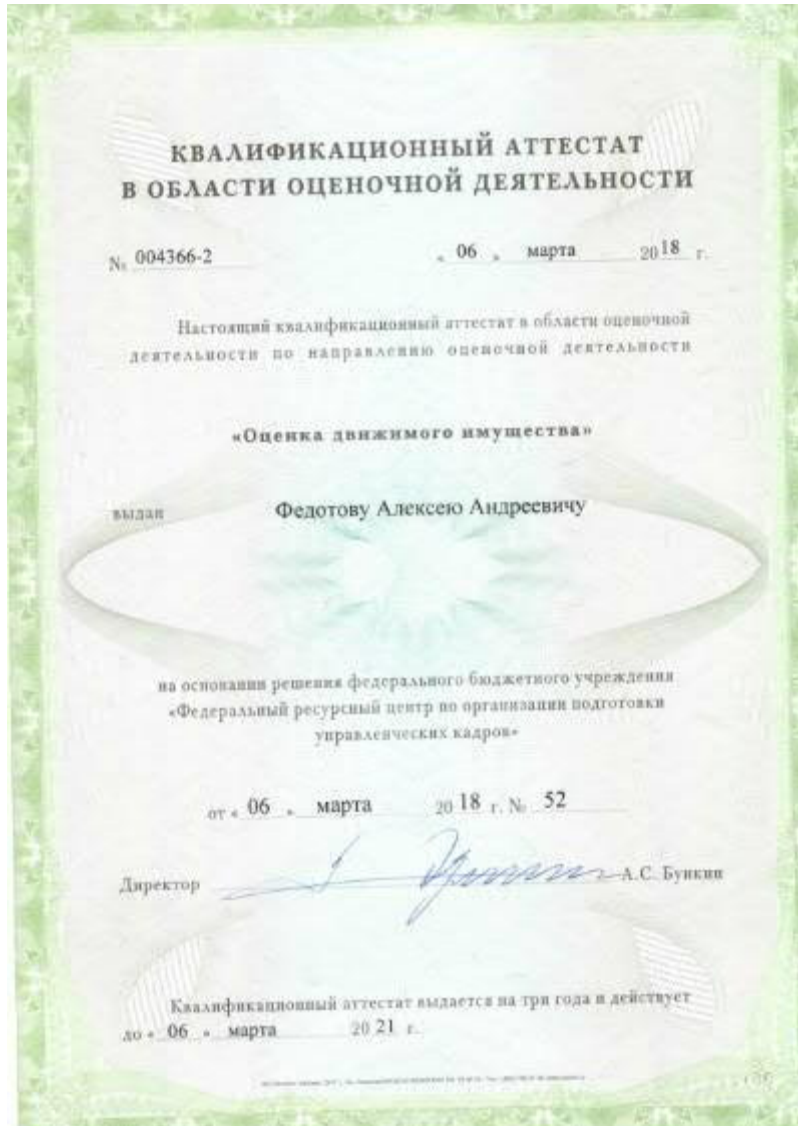 КВАЛИФИКАЦИОННЫЙ АТТЕСТАТ
В ОБЛАСТИ ОЦЕНОЧНОЙ ДЕЯТЕЛЬНОСТИ
№ 004366-2 « 06 » марта 2018 г.
Настоящий квалификационный аттестат в области оценочной
деятельности по направлению оценочной деятельности
«Оценка движимого имущества»
выдан Федотову Алексею Андреевичу
на основании решения федерального бюджетного учреждения
«Федеральный ресурсный центр по организации подготовки
управленческих кадров»
от « 06 » марта 2018 г. № 52
Директор А.С. Бункин
Квалификационный аттестат выдается на три года и действует
до « 06 » марта 2021 г.